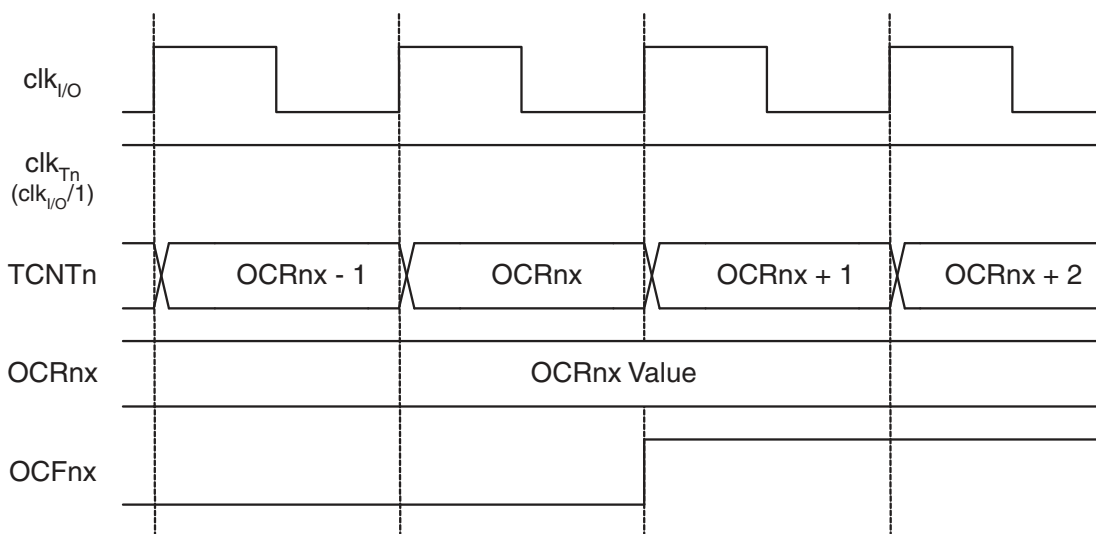 clkI/O
clkTn
(clkI/O/1)
TCNTn OCRnx - 1 OCRnx OCRnx + 1 OCRnx + 2
OCRnx OCRnx Value
OCFnx